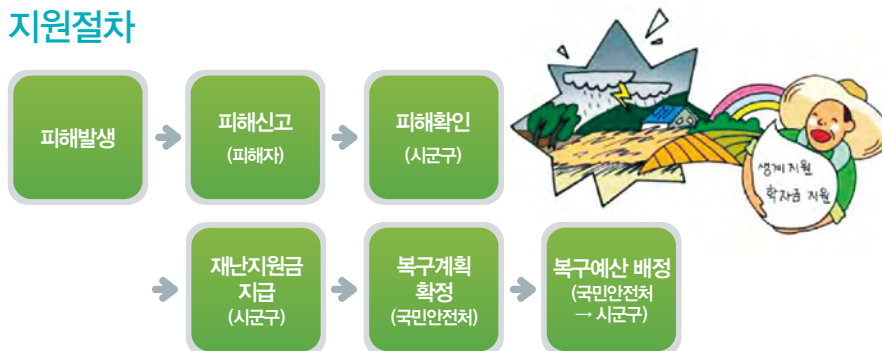 지원절차
피해발생
피해신고
(피해자)
피해확인
(시군구)
생계지원
학자금 지원
재난지원금
지급
(시군구)
복구계획
확정
(국민안전처)
복구예산 배정
(국민안전처
→ 시군구)